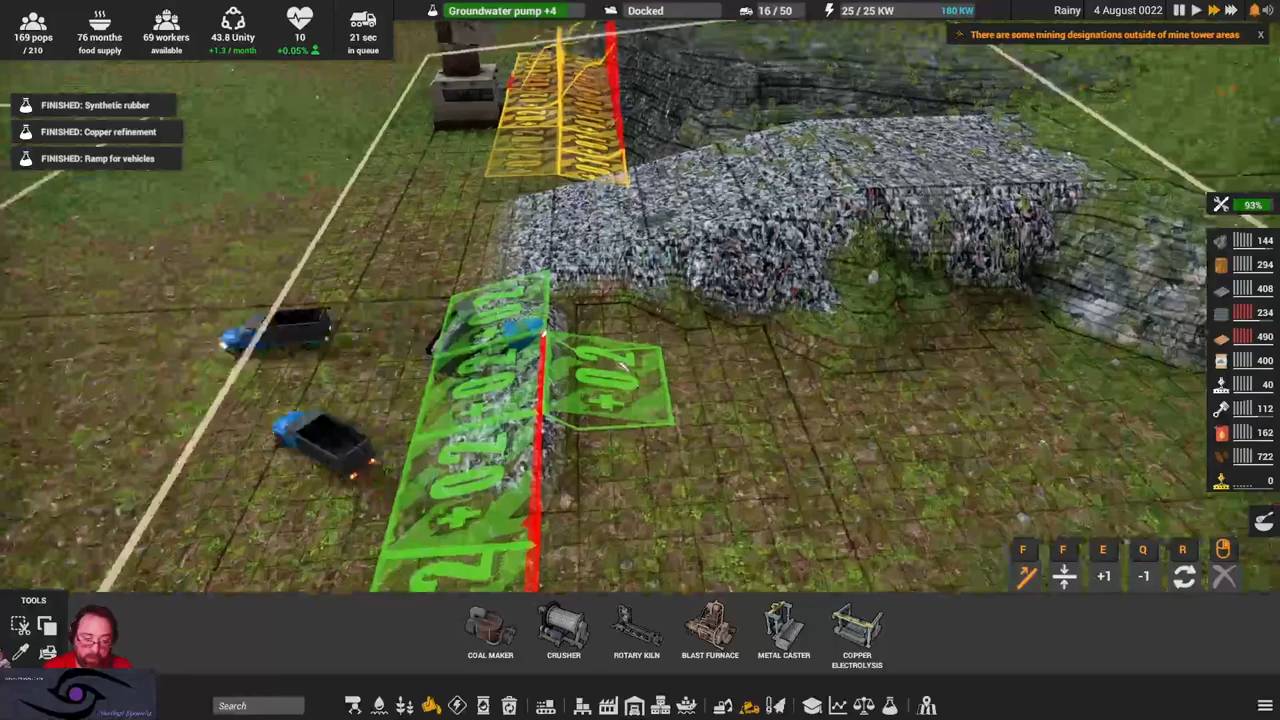 169 pops
/ 210
76 months
food supply
69 workers
available
43.8 Unity
+1.3 / month
10
+0.05%
21 sec
in queue
Groundwater pump +4
Docked
16 / 50
25 / 25 KW
180 KW
Rainy
4 August 0022
There are some mining designations outside of mine tower areas
X
FINISHED: Synthetic rubber
FINISHED: Copper refinement
FINISHED: Ramp for vehicles
93%
144
294
408
234
490
400
40
112
162
722
0
+02
+02
+02
F
F
E
Q
R
+1
-1
TOOLS
COAL MAKER
CRUSHER
ROTARY KILN
BLAST FURNACE
METAL CASTER
COPPER
ELECTROLYSIS
Search